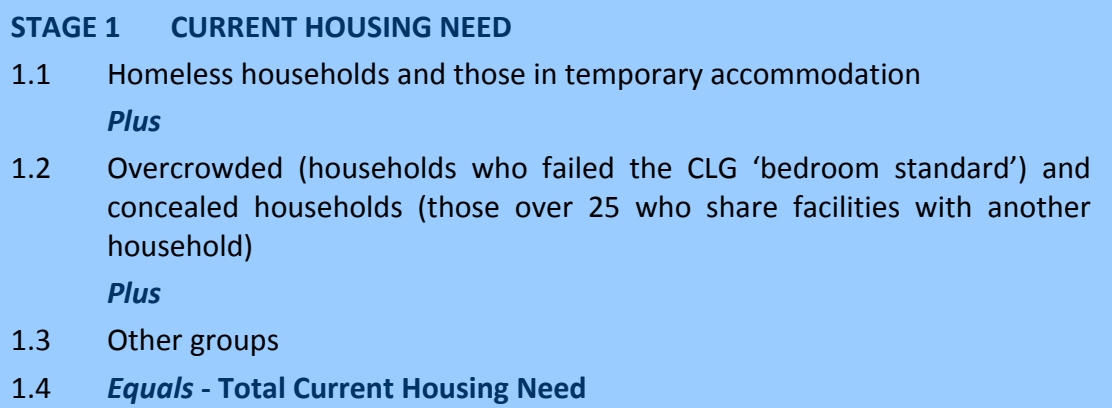 STAGE 1 CURRENT HOUSING NEED
1.1 Homeless households and those in temporary accommodation
Plus
1.2 Overcrowded (households who failed the CLG ‘bedroom standard’) and
concealed households (those over 25 who share facilities with another
household)
Plus
1.3 Other groups
1.4 Equals - Total Current Housing Need